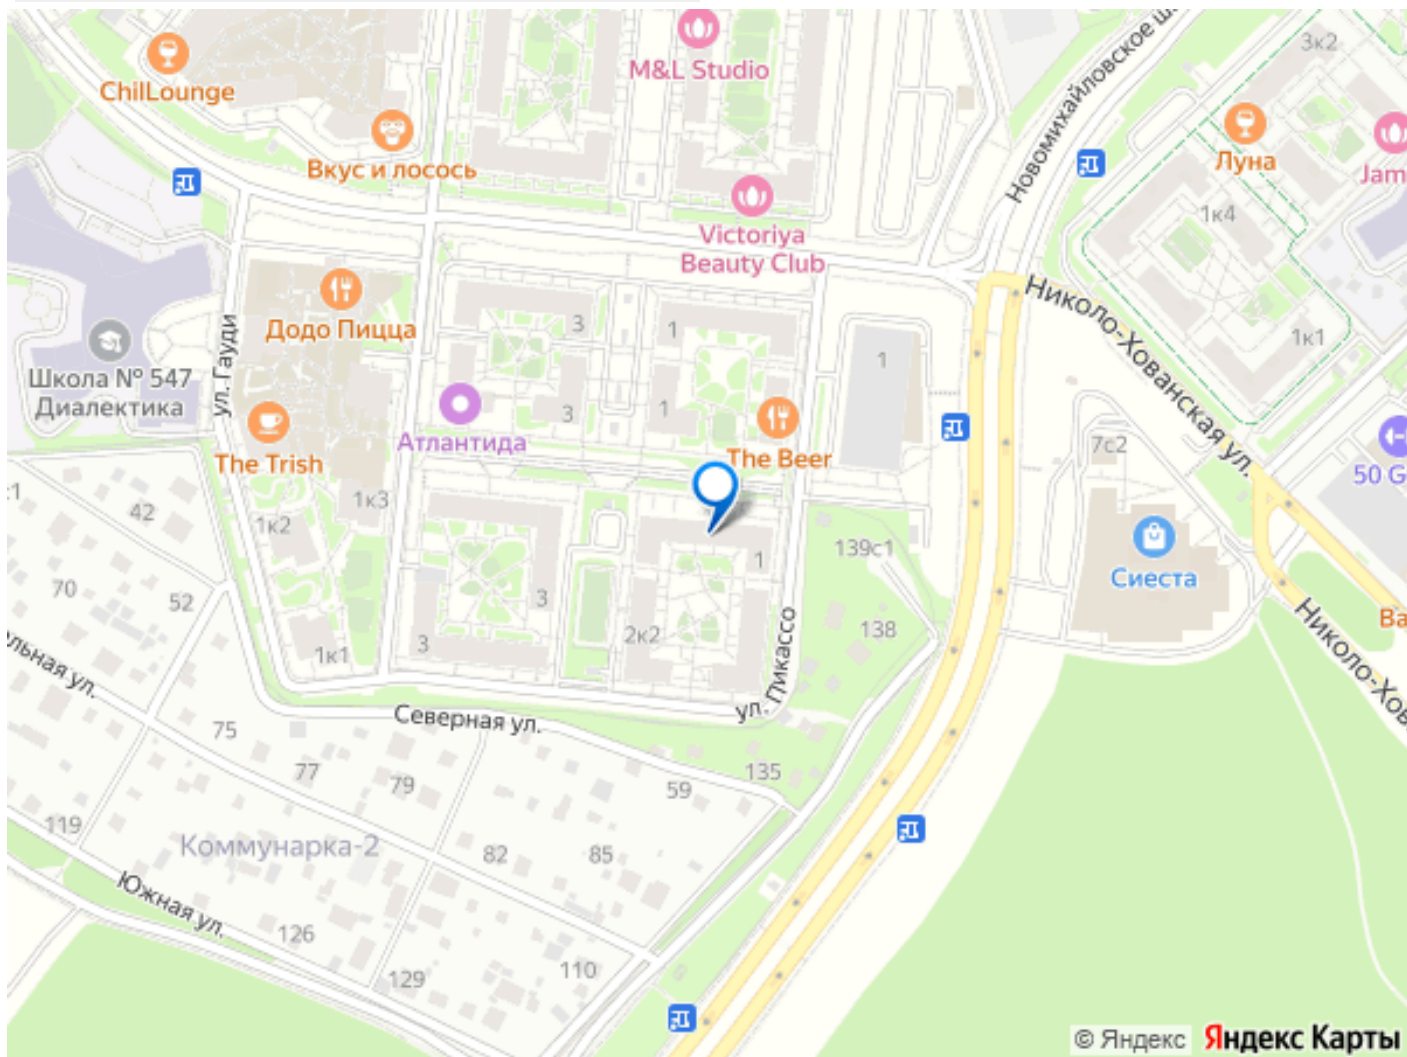 3к2
M&L Studio
ChilLounge
Новомихайловское ш
Луна
Jam
Вкус и лосось
1к4
Victoriya
Beauty Club
Николо-Хованская ул.
Додо Пицца
3
1
1
1к1
ул. Гауди
Школа № 547
Диалектика
3
1
Атлантида
The Beer
7с2
50 G
The Trish
1к3
1к2
42
139с1
Сиеста
1
70
52
3
138
2к2
3
1к1
ельная ул.
Николо-Хов
Ва
ул. Пикассо
Северная ул.
75
77
79
135
59
119
Коммунарка-2
82
85
Южная ул.
126
129
110
© Яндекс Яндекс Карты